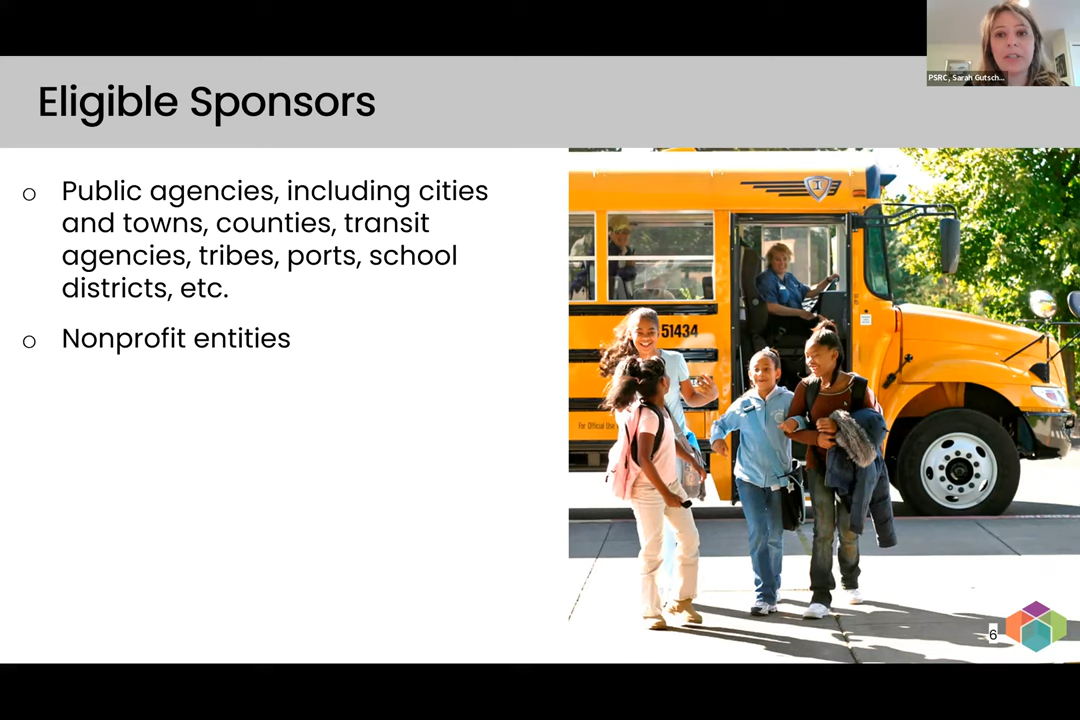 PSRC, Sarah Gutsch...
Eligible Sponsors
o Public agencies, including cities
and towns, counties, transit
agencies, tribes, ports, school
districts, etc.
o Nonprofit entities
51434
For Official Use
6